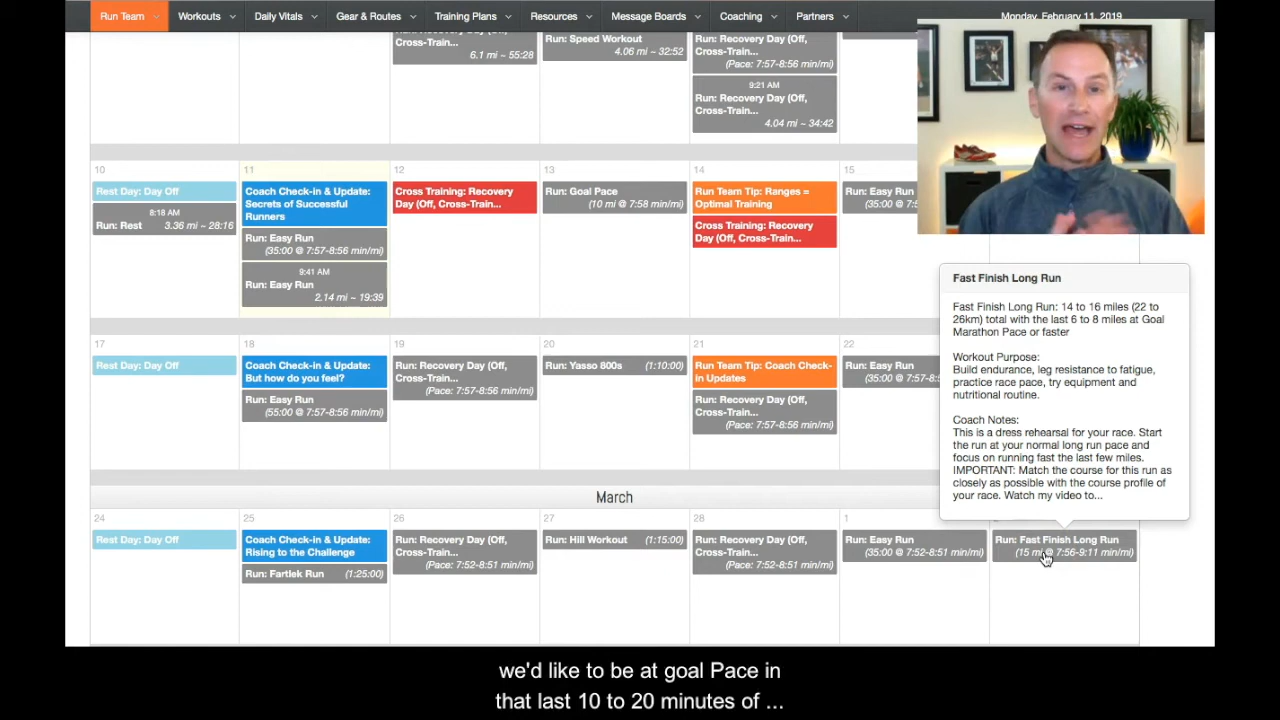 Run Team
Workouts
Daily Vitals
Gear & Routes
Training Plans
Resources
Message Boards
Coaching
Partners
Monday, February 11, 2019
Run: Recovery Day (Off,
Cross-Train...
6.1 mi ~ 55:28
Run: Speed Workout
4.06 mi ~ 32:52
Run: Recovery Day (Off,
Cross-Train...
(Pace: 7:57-8:56 min/mi)
9:21 AM
Run: Recovery Day (Off,
Cross-Train...
4.04 mi ~ 34:42
10
Rest Day: Day Off
8:18 AM
Run: Rest 3.36 mi ~ 28:16
11
Coach Check-in & Update:
Secrets of Successful
Runners
Run: Easy Run
(35:00 @ 7:57-8:56 min/mi)
9:41 AM
Run: Easy Run
2.14 mi ~ 19:39
12
Cross Training: Recovery
Day (Off, Cross-Train...
13
Run: Goal Pace
(10 mi @ 7:58 min/mi)
14
Run Team Tip: Ranges =
Optimal Training
Cross Training: Recovery
Day (Off, Cross-Train...
15
Run: Easy Run
(35:00 @ 7:5
17
Rest Day: Day Off
18
Coach Check-in & Update:
But how do you feel?
Run: Easy Run
(55:00 @ 7:57-8:56 min/mi)
19
Run: Recovery Day (Off,
Cross-Train...
(Pace: 7:57-8:56 min/mi)
20
Run: Yasso 800s (1:10:00)
21
Run Team Tip: Coach Check-
In Updates
Run: Recovery Day (Off,
Cross-Train...
(Pace: 7:57-8:56 min/mi)
22
Run: Easy Run
(35:00 @ 7:57-8
Fast Finish Long Run
Fast Finish Long Run: 14 to 16 miles (22 to
26km) total with the last 6 to 8 miles at Goal
Marathon Pace or faster
Workout Purpose:
Build endurance, leg resistance to fatigue,
practice race pace, try equipment and
nutritional routine.
Coach Notes:
This is a dress rehearsal for your race. Start
the run at your normal long run pace and
focus on running fast the last few miles.
IMPORTANT: Match the course for this run as
closely as possible with the course profile of
your race. Watch my video to...
March
24
Rest Day: Day Off
25
Coach Check-in & Update:
Rising to the Challenge
Run: Fartlek Run (1:25:00)
26
Run: Recovery Day (Off,
Cross-Train...
(Pace: 7:52-8:51 min/mi)
27
Run: Hill Workout (1:15:00)
28
Run: Recovery Day (Off,
Cross-Train...
(Pace: 7:52-8:51 min/mi)
1
Run: Easy Run
(35:00 @ 7:52-8:51 min/mi)
Run: Fast Finish Long Run
(15 mi @ 7:56-9:11 min/mi)
we'd like to be at goal Pace in
that last 10 to 20 minutes of ...